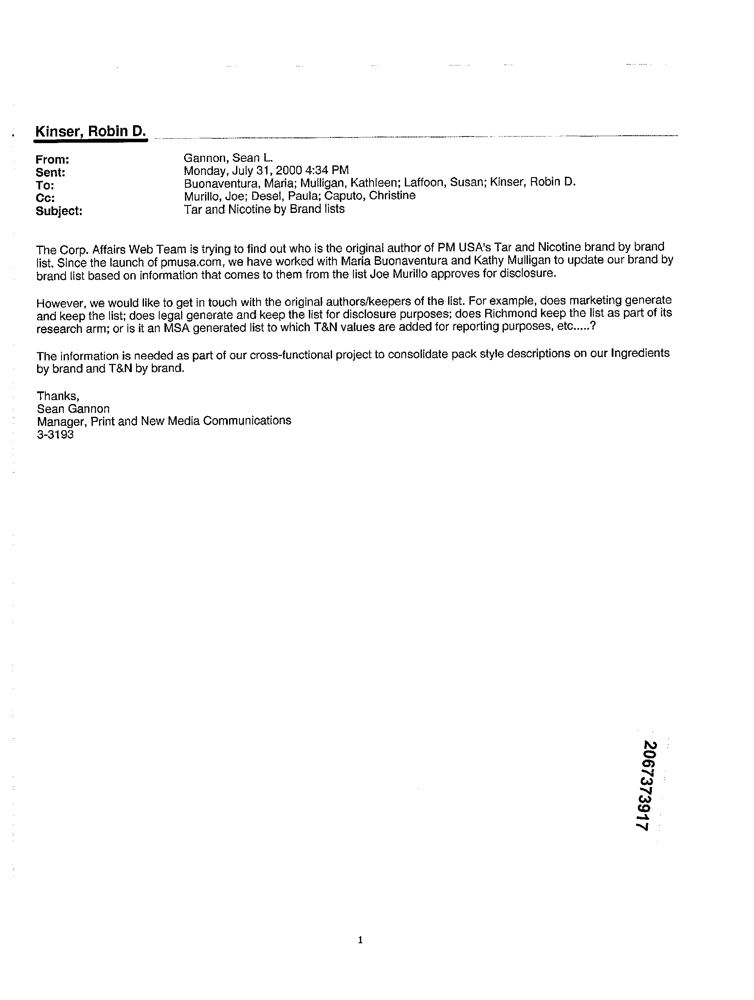 Kinser, Robin D.
From: Gannon, Sean L.
Sent: Monday, July 31, 2000 4:34 PM
To: Buonaventura, Maria; Mulligan, Kathleen; Laffoon, Susan; Kinser, Robin D.
Cc: Murillo, Joe; Desel, Paula; Caputo, Christine
Subject: Tar and Nicotine by Brand lists
The Corp. Affairs Web Team is trying to find out who is the original author of PM USA's Tar and Nicotine brand by brand
list. Since the launch of pmusa.com, we have worked with Maria Buonaventura and Kathy Mulligan to update our brand by
brand list based on information that comes to them from the list Joe Murillo approves for disclosure.
However, we would like to get in touch with the original authors/keepers of the list. For example, does marketing generate
and keep the list; does legal generate and keep the list for disclosure purposes; does Richmond keep the list as part of its
research arm; or is it an MSA generated list to which T&N values are added for reporting purposes, etc.....?
The information is needed as part of our cross-functional project to consolidate pack style descriptions on our Ingredients
by brand and T&N by brand.
Thanks,
Sean Gannon
Manager, Print and New Media Communications
3-3193
2067373917
1